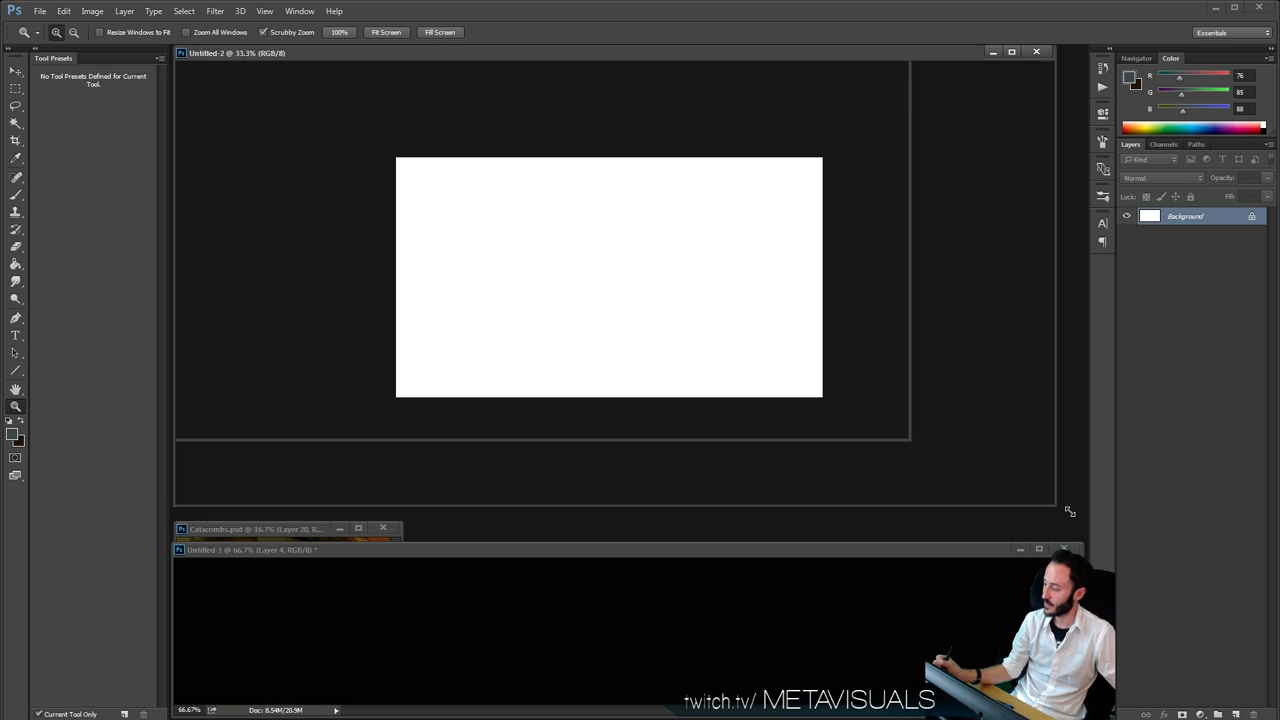 Ps File Edit Image Layer Type Select Filter 3D View Window Help
Resize Windows to Fit Zoom All Windows Scrubby Zoom 100% Fit Screen Fill Screen Essentials
Tool Presets
No Tool Presets Defined for Current
Tool.
Current Tool Only
Untitled-2 @ 33.3% (RGB/8)
Catacombs.psd @ 16.7% (Layer 20, R...
Untitled-1 @ 66.7% (Layer 4, RGB/8) *
66.67% Doc: 8.54M/20.9M
twitch.tv/ METAVISUALS
Navigator Color
R 76
G 85
B 88
Layers Channels Paths
Kind
Normal Opacity:
Lock: Fill:
Background